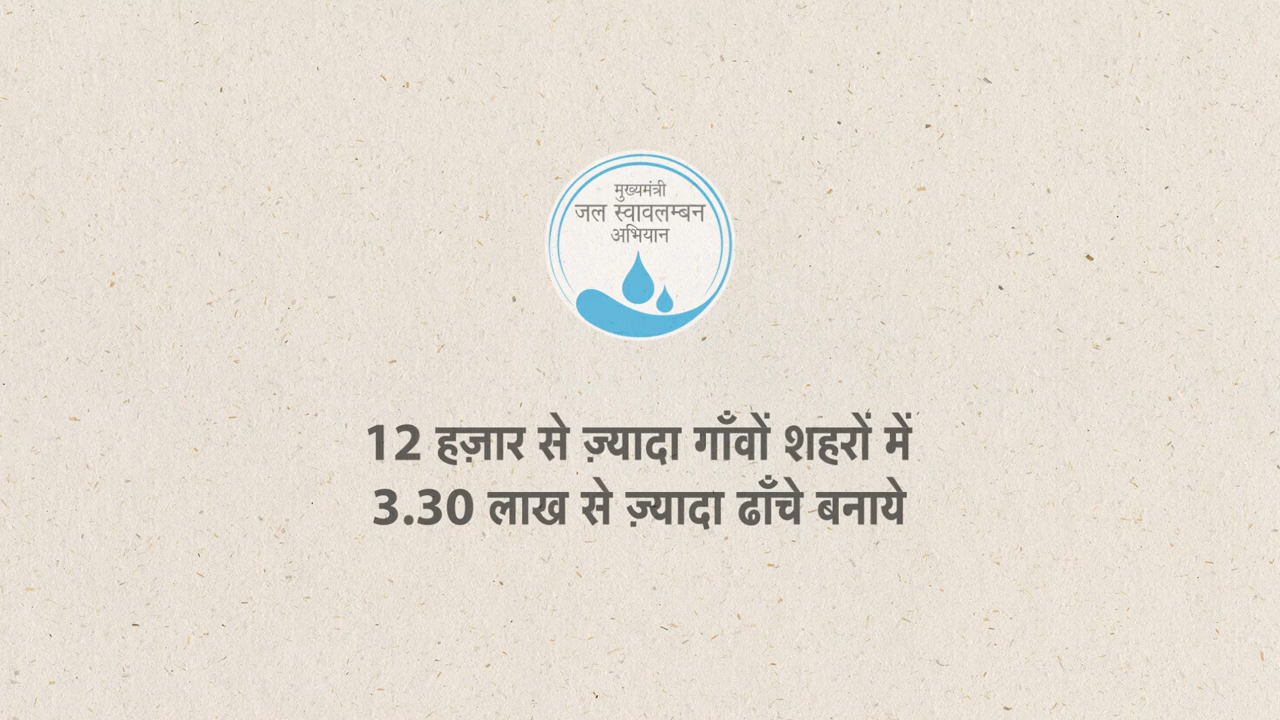 मुख्यमंत्री
जल स्वावलम्बन
अभियान
12 हज़ार से ज़्यादा गाँवों शहरों में
3.30 लाख से ज़्यादा ढाँचे बनाये